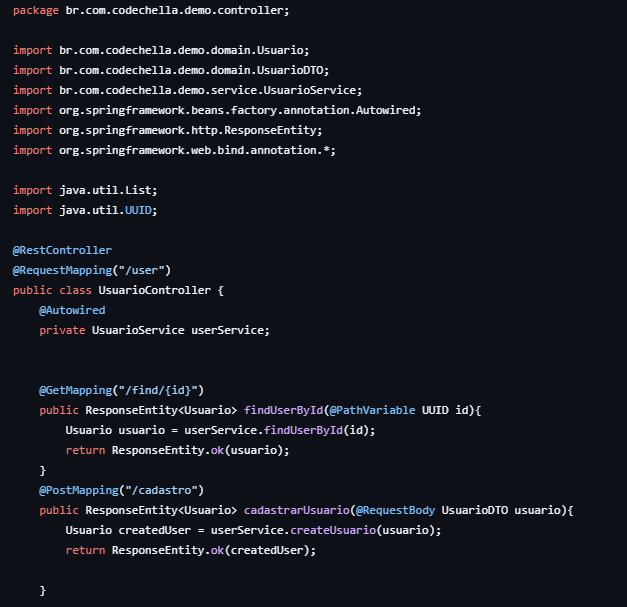 package br.com.codechella.demo.controller;
import br.com.codechella.demo.domain.Usuario;
import br.com.codechella.demo.domain.UsuarioDTO;
import br.com.codechella.demo.service.UsuarioService;
import org.springframework.beans.factory.annotation.Autowired;
import org.springframework.http.ResponseEntity;
import org.springframework.web.bind.annotation.*;
import java.util.List;
import java.util.UUID;
@RestController
@RequestMapping("/user")
public class UsuarioController {
    @Autowired
    private UsuarioService userService;
    @GetMapping("/find/{id}")
    public ResponseEntity<Usuario> findUserById(@PathVariable UUID id){
        Usuario usuario = userService.findUserById(id);
        return ResponseEntity.ok(usuario);
    }
    @PostMapping("/cadastro")
    public ResponseEntity<Usuario> cadastrarUsuario(@RequestBody UsuarioDTO usuario){
        Usuario createdUser = userService.createUsuario(usuario);
        return ResponseEntity.ok(createdUser);
    }